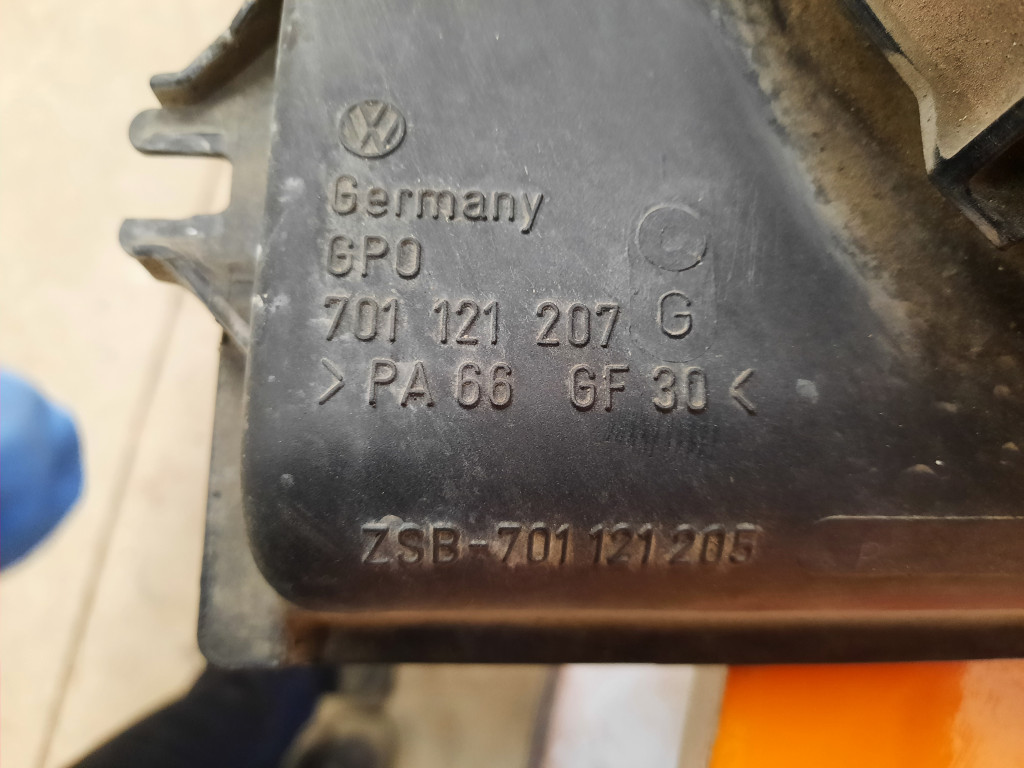 Germany
GPO
701 121 207 G
>PA 66 GF 30<
ZSB-701 121 205